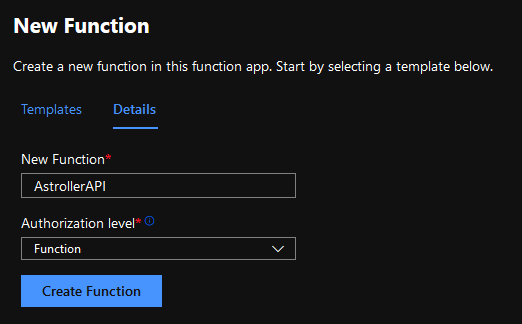 New Function
Create a new function in this function app. Start by selecting a template below.
Templates Details
New Function*
AstrollerAPI
Authorization level*
Function
Create Function